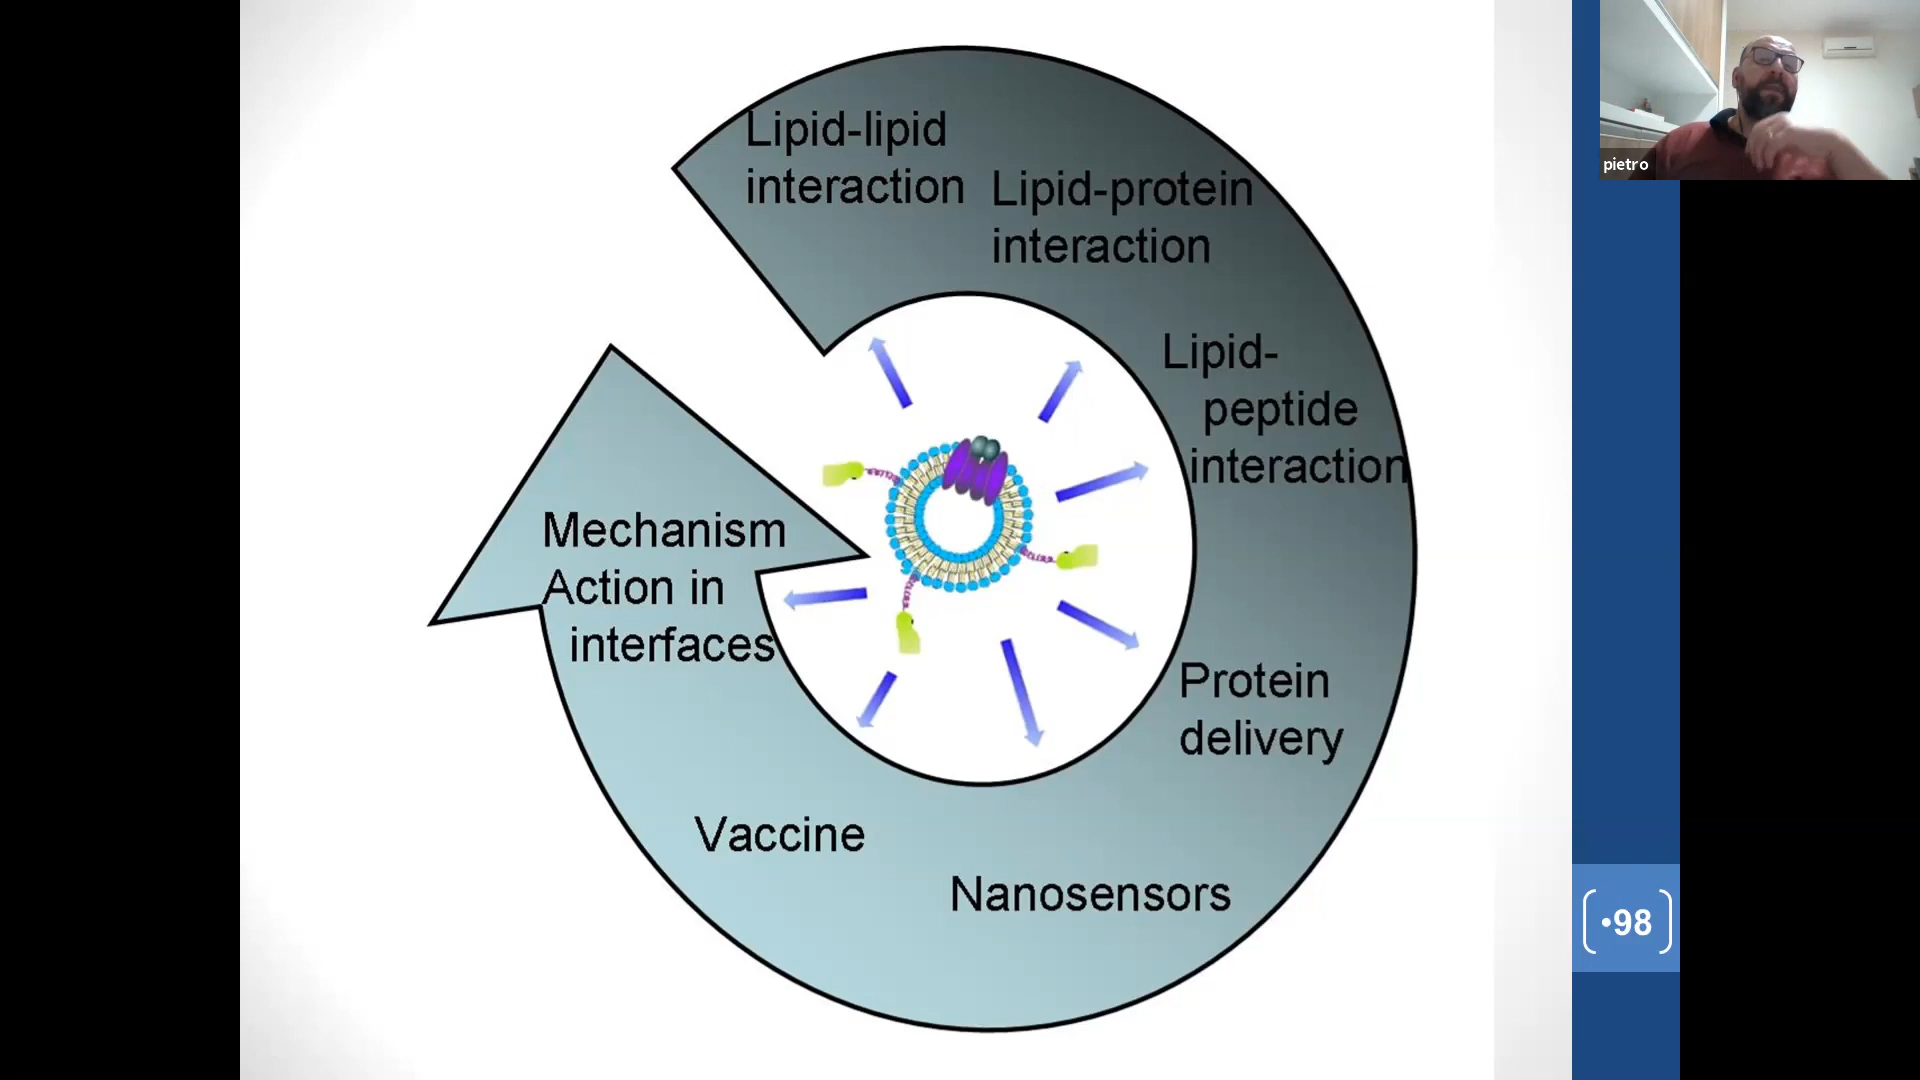 Lipid-lipid
interaction
Lipid-protein
interaction
Lipid-
peptide
interaction
Protein
delivery
Nanosensors
Vaccine
Mechanism
Action in
interfaces
pietro
•98